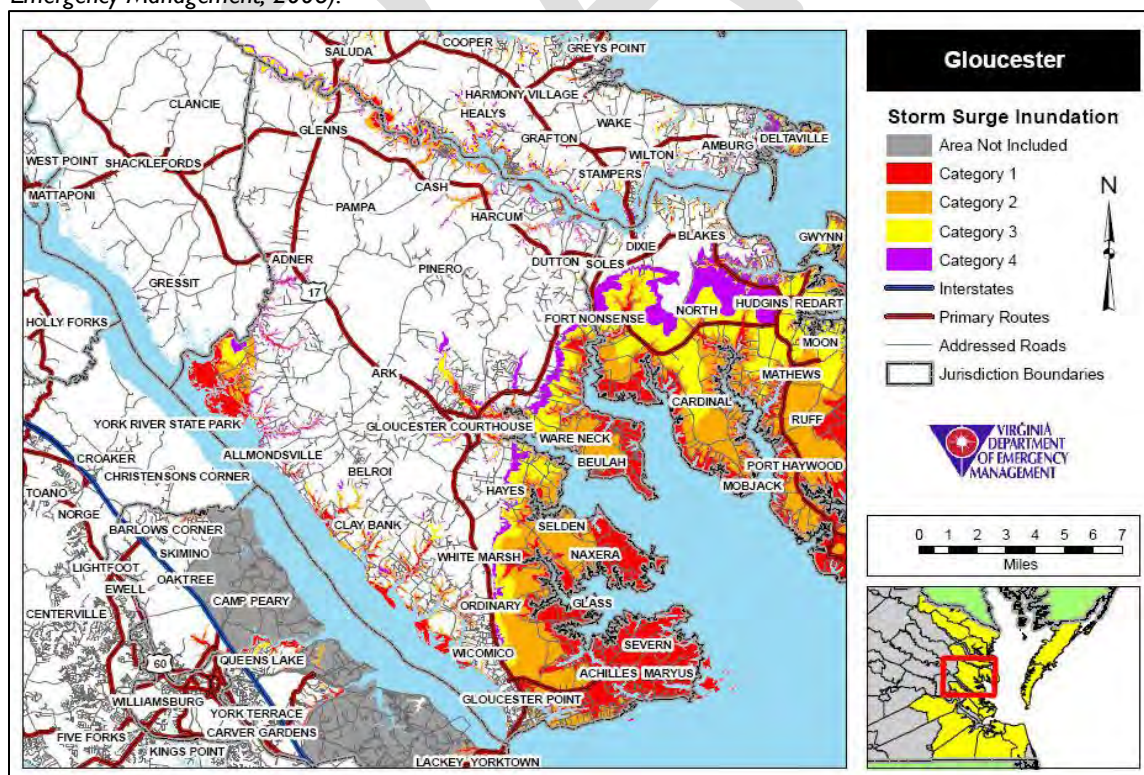 Emergency Management, 2008).
COOPER
GREYS POINT
SALUDA
HARMONY VILLAGE
CLANCIE
HEALYS
WAKE
GLENNS
GRAFTON
AMBURG
DELTAVILLE
WEST POINT
SHACKLEFORDS
WILTON
MATTAPONI
CASH
STAMPERS
PAMPA
HARCUM
BLAKES
GWYNN
DIXIE
ADNER
DUTTON
SOLES
PINERO
GRESSIT
17
HUDGINS
REDART
NORTH
HOLLY FORKS
FORT NONSENSE
MOON
ARK
MATHEWS
CARDINAL
YORK RIVER STATE PARK
GLOUCESTER COURTHOUSE
RUFF
WARE NECK
CROAKER
ALLMONDSVILLE
BEULAH
PORT HAYWOOD
CHRISTENSONS CORNER
BELROI
MOBJACK
TOANO
HAYES
NORGE
BARLOWS CORNER
CLAY BANK
SELDEN
SKIMINO
WHITE MARSH
NAXERA
LIGHTFOOT
OAKTREE
EWELL
CAMP PEARY
ORDINARY
GLASS
CENTERVILLE
SEVERN
WICOMICO
60
QUEENS LAKE
ACHILLES
MARYUS
WILLIAMSBURG
GLOUCESTER POINT
YORK TERRACE
FIVE FORKS
CARVER GARDENS
KINGS POINT
LACKEY
YORKTOWN
Gloucester
Storm Surge Inundation
Area Not Included
Category 1
Category 2
Category 3
Category 4
Interstates
Primary Routes
Addressed Roads
Jurisdiction Boundaries
N
VIRGINIA
DEPARTMENT
OF EMERGENCY
MANAGEMENT
0 1 2 3 4 5 6 7
Miles